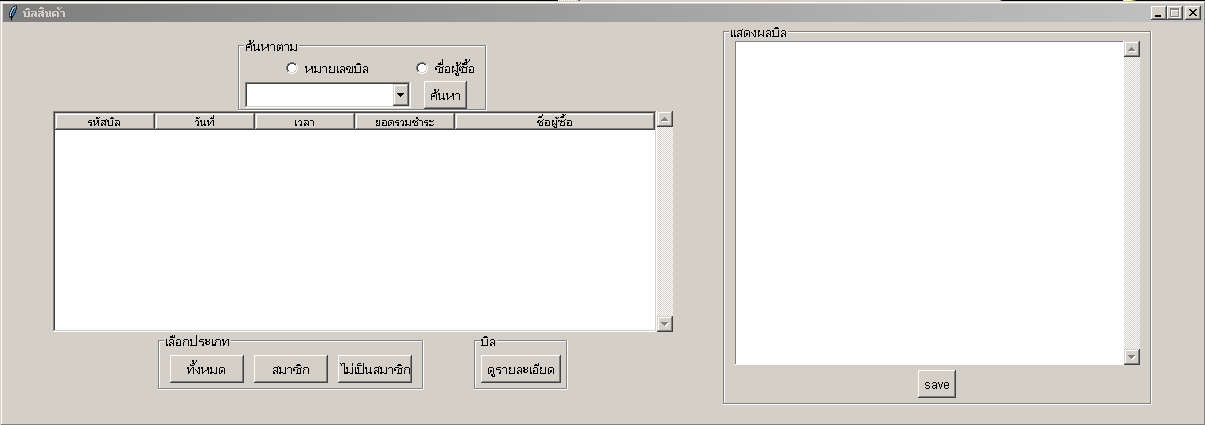 บิลสินค้า
ค้นหาตาม
หมายเลขบิล
ชื่อผู้ซื้อ
ค้นหา
รหัสบิล วันที่ เวลา ยอดรวมชำระ ชื่อผู้ซื้อ
เลือกประเภท
ทั้งหมด สมาชิก ไม่เป็นสมาชิก
บิล
ดูรายละเอียด
แสดงผลบิล
save